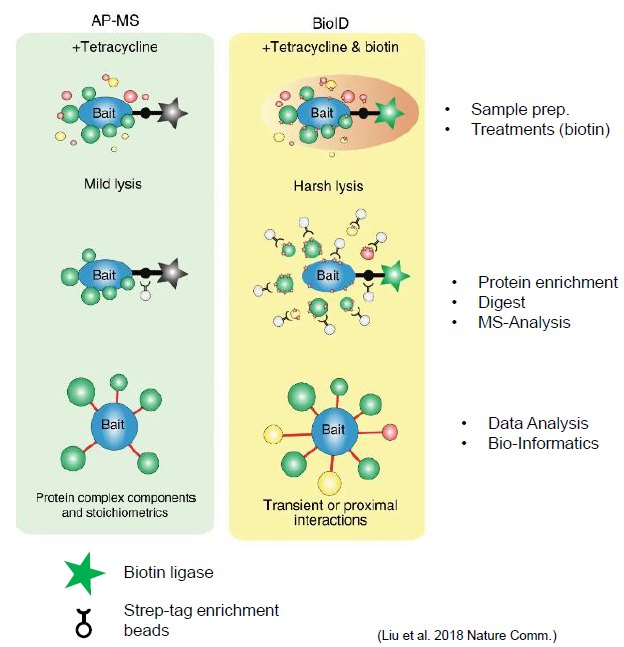 AP-MS
BioID
+Tetracycline
+Tetracycline & biotin
Bait
Bait
• Sample prep.
• Treatments (biotin)
Mild lysis
Harsh lysis
Bait
Bait
• Protein enrichment
• Digest
• MS-Analysis
Bait
Bait
• Data Analysis
• Bio-Informatics
Protein complex components
and stoichiometrics
Transient or proximal
interactions
Biotin ligase
Strep-tag enrichment
beads
(Liu et al. 2018 Nature Comm.)